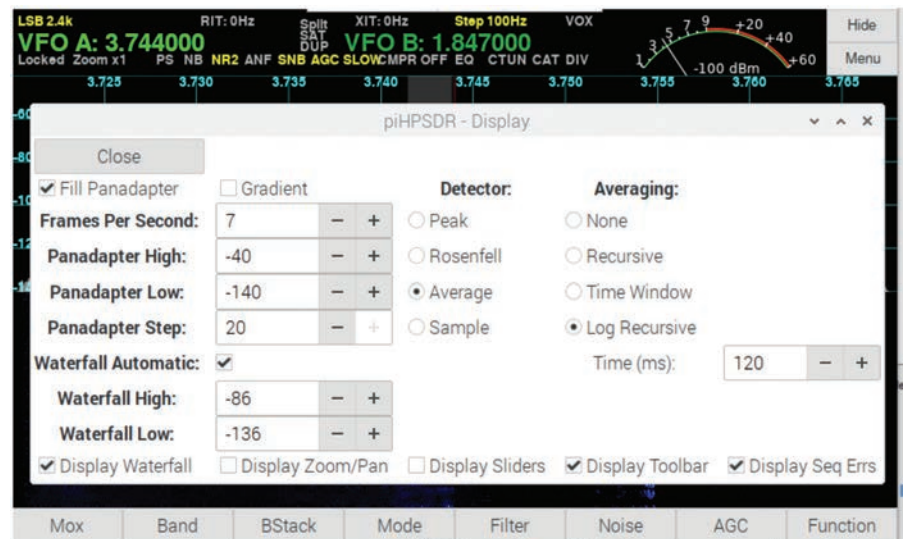 LSB 2.4k RIT: 0Hz Split XIT: 0Hz Step 100Hz VOX
SAT
DUP
VFO A: 3.744000 VFO B: 1.847000
Locked Zoom x1 PS NB NR2 ANF SNB AGC SLOW CMPR OFF EQ CTUN CAT DIV
1 3 5 7 9 +20 +40 +60
-100 dBm
Hide
Menu
3.725 3.730 3.735 3.740 3.745 3.750 3.755 3.760 3.765
piHPSDR - Display
Close
Fill Panadapter Gradient Detector: Averaging:
Frames Per Second: 7 − + Peak None
Panadapter High: -40 − + Rosenfell Recursive
Panadapter Low: -140 − + Average Time Window
Panadapter Step: 20 − + Sample Log Recursive
Waterfall Automatic: Time (ms): 120 − +
Waterfall High: -86 − +
Waterfall Low: -136 − +
Display Waterfall Display Zoom/Pan Display Sliders Display Toolbar Display Seq Errs
Mox Band BStack Mode Filter Noise AGC Function